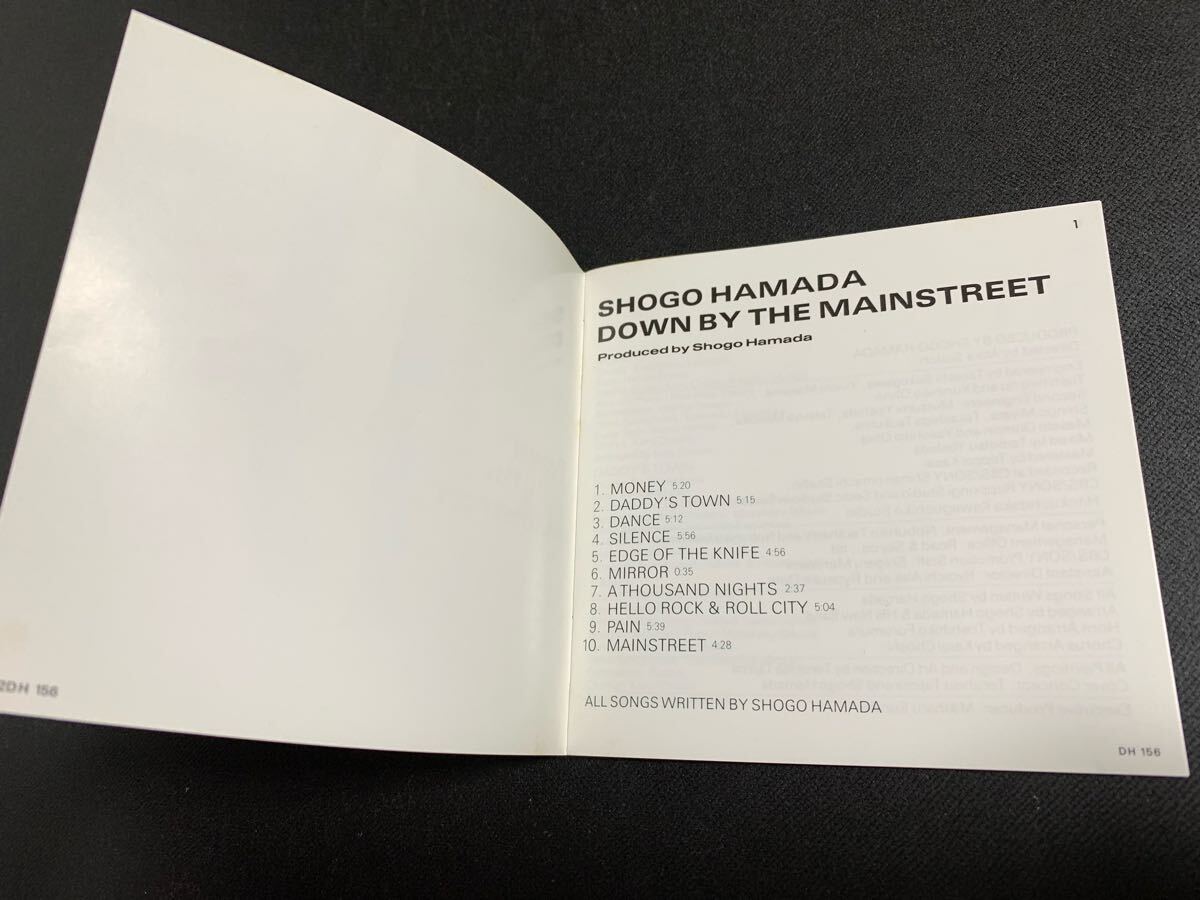 2DH 156
1
SHOGO HAMADA
DOWN BY THE MAINSTREET
Produced by Shogo Hamada
1. MONEY 5:20
2. DADDY'S TOWN 5:15
3. DANCE 5:12
4. SILENCE 5:56
5. EDGE OF THE KNIFE 4:56
6. MIRROR 0:35
7. A THOUSAND NIGHTS 2:37
8. HELLO ROCK & ROLL CITY 5:04
9. PAIN 5:39
10. MAINSTREET 4:28
ALL SONGS WRITTEN BY SHOGO HAMADA
DH 156